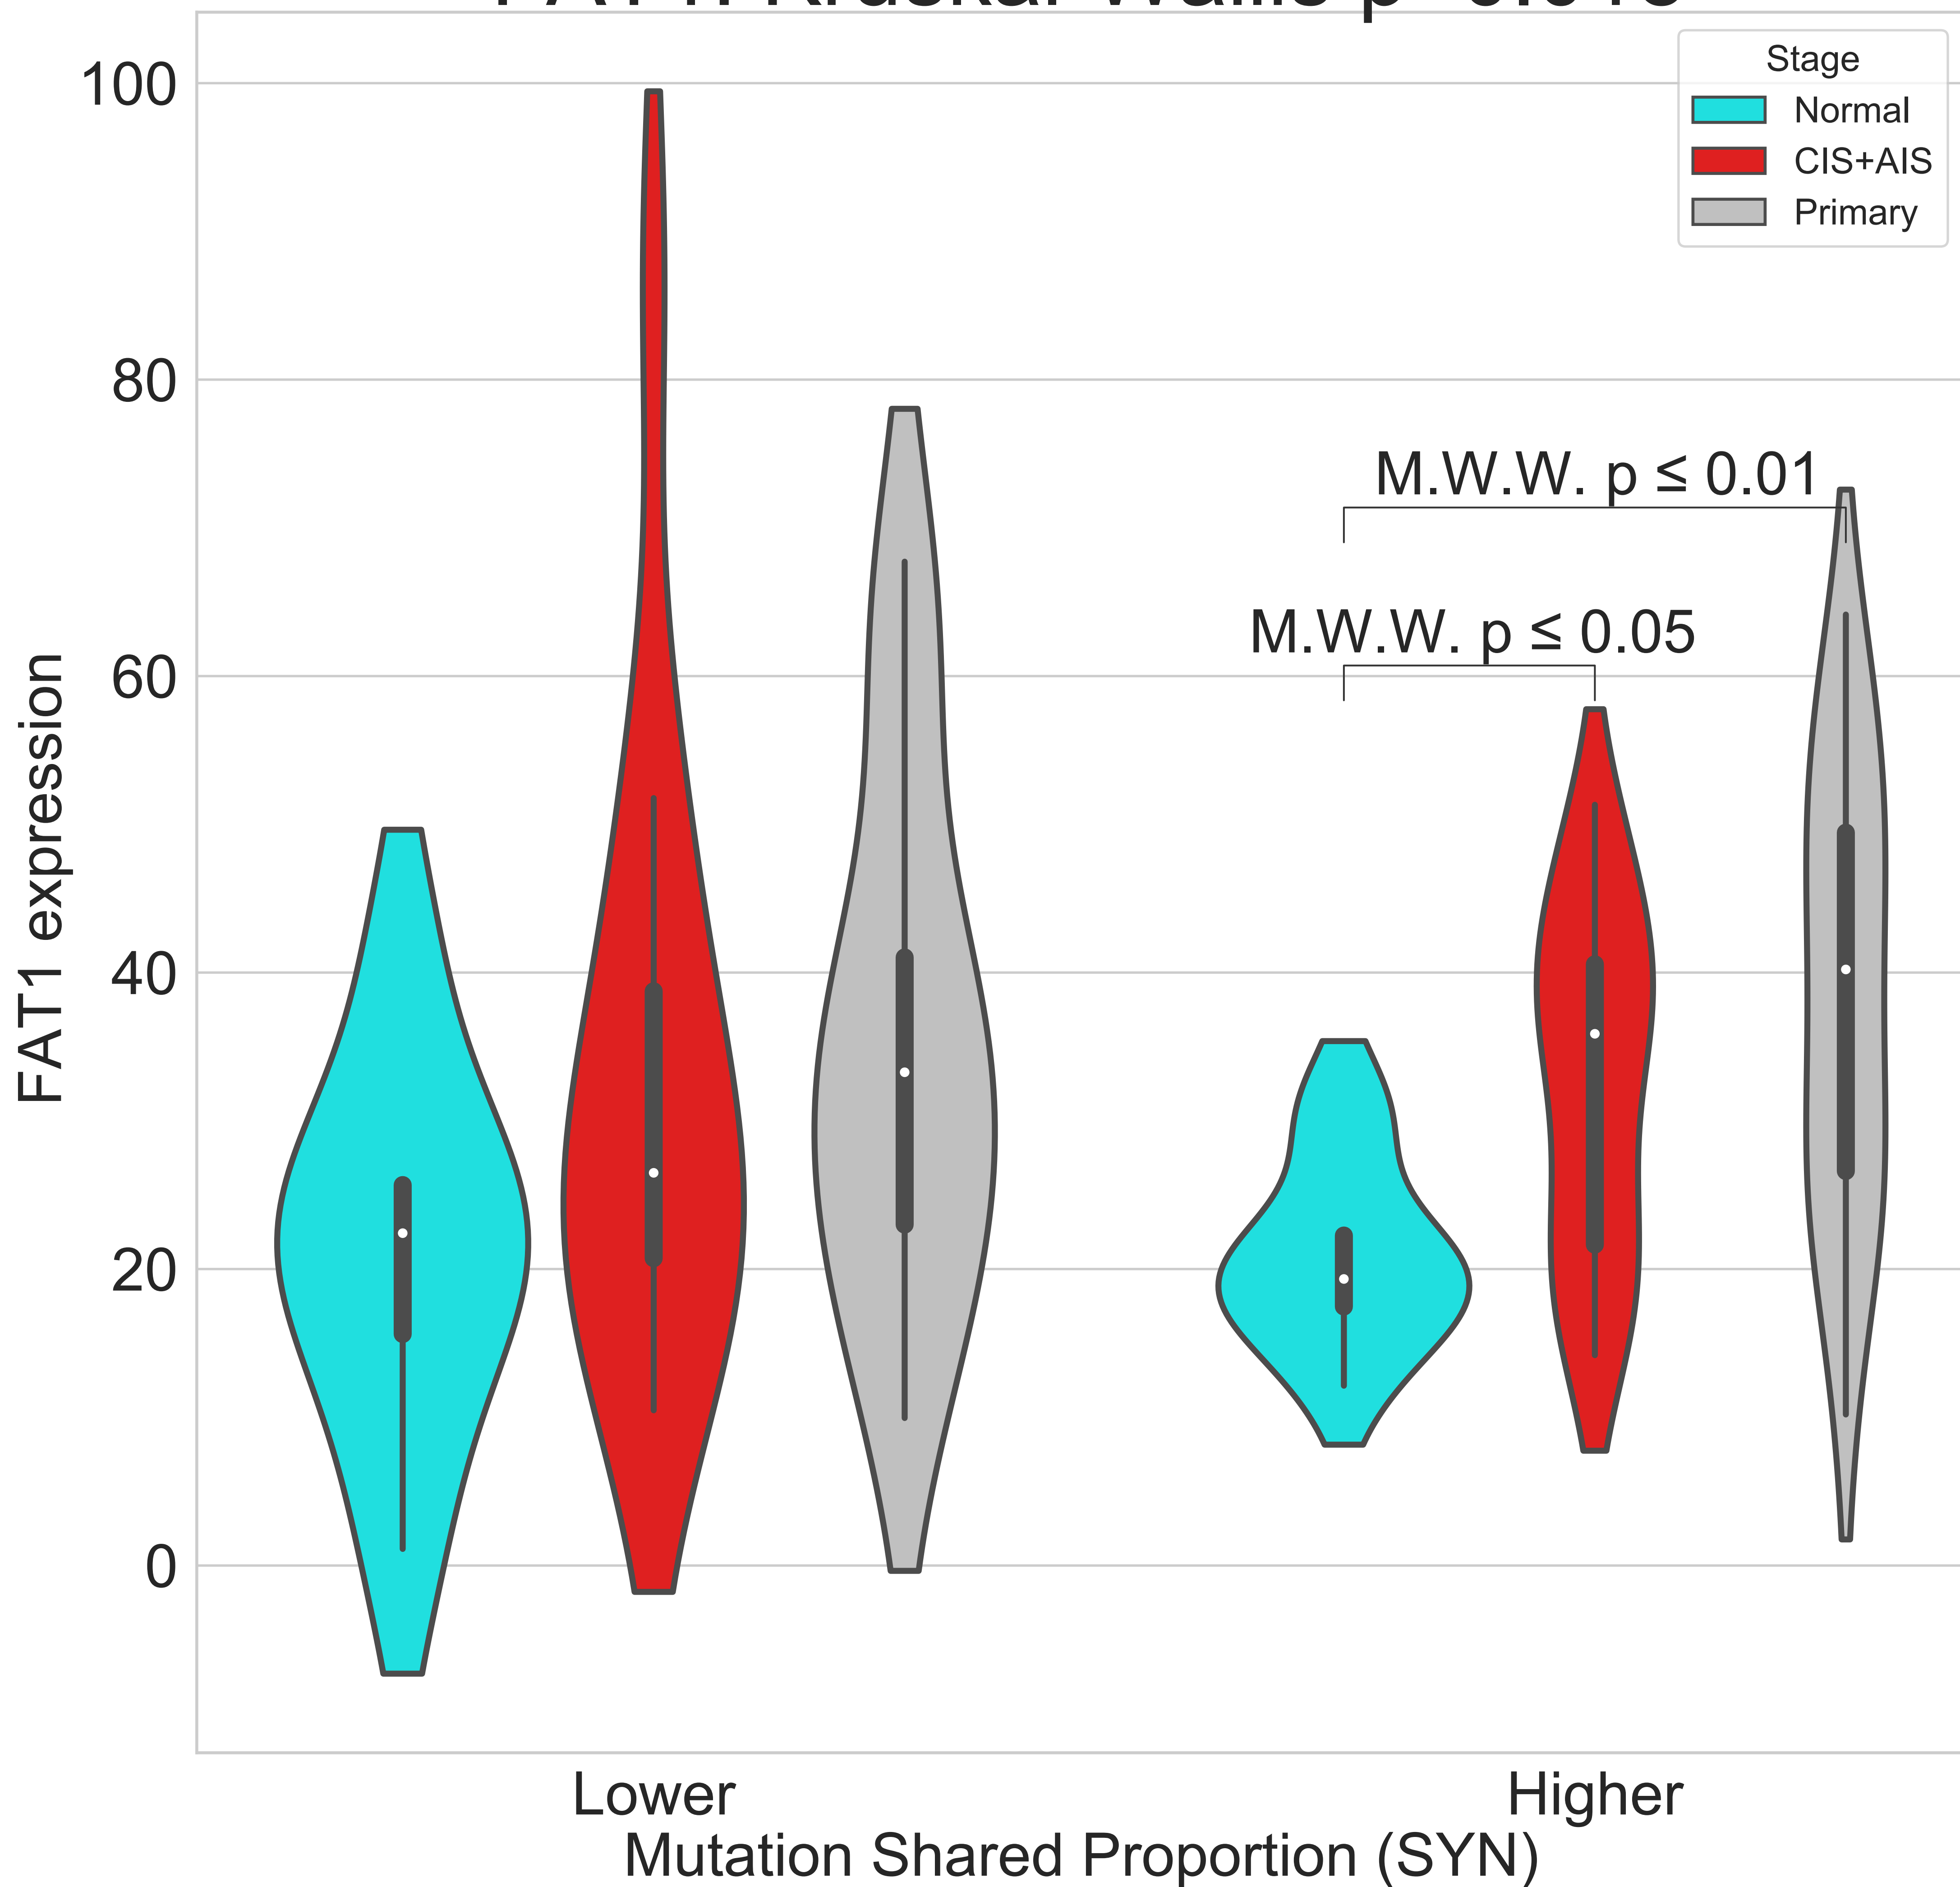 100
80
60
40
20
0
FAT1 expression
Stage
Normal
CIS+AIS
Primary
M.W.W. p ≤ 0.01
M.W.W. p ≤ 0.05
Lower
Higher
Mutation Shared Proportion (SYN)